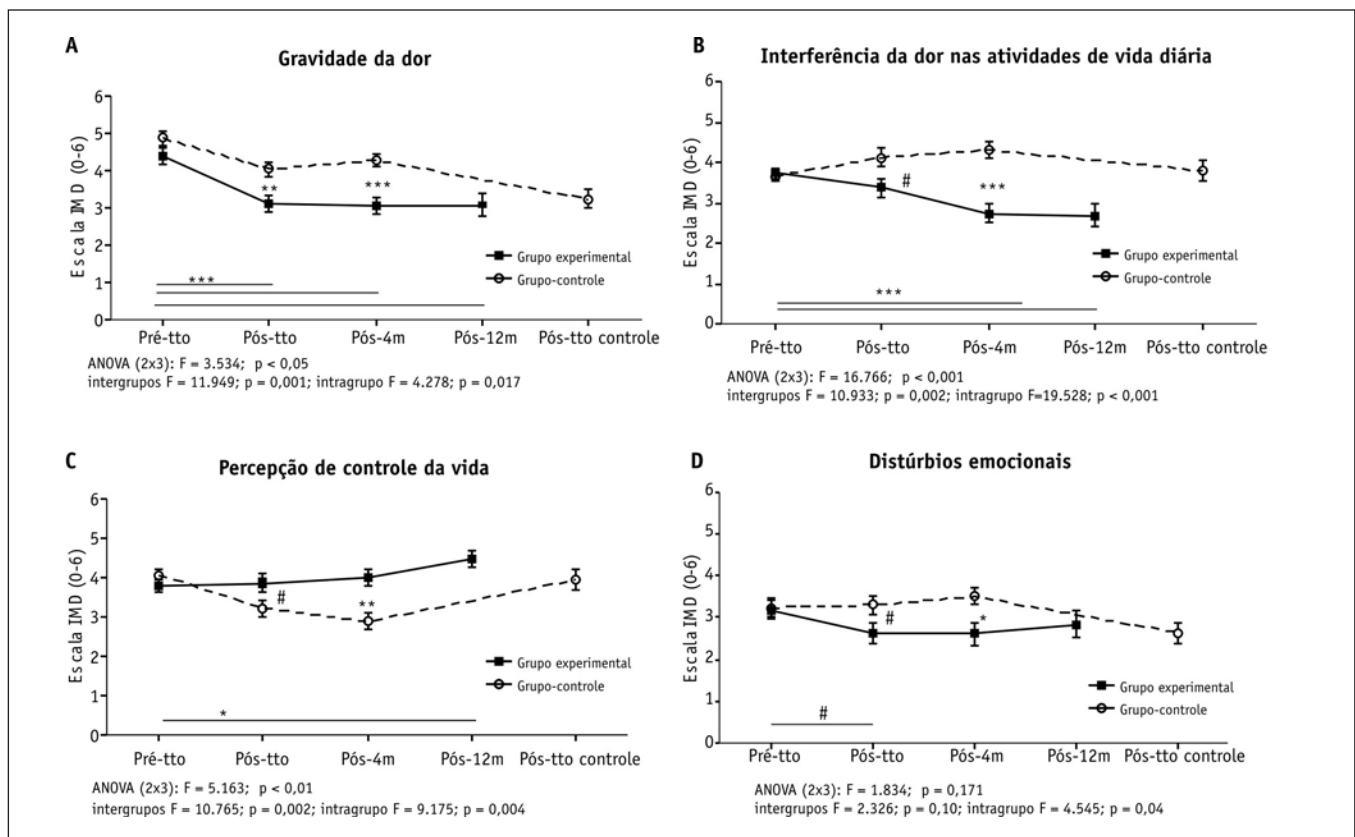 A
Gravidade da dor
Escala IMD (0-6)
6
5
4
3
2
1
0
** ***
Grupo experimental
Grupo-controle
***
Pré-tto Pós-tto Pós-4m Pós-12m Pós-tto controle
ANOVA (2x3): F = 3.534; p < 0,05
intergrupos F = 11.949; p = 0,001; intragrupo F = 4.278; p = 0,017
B
Interferência da dor nas atividades de vida diária
Escala IMD (0-6)
6
5
4
3
2
1
0
# ***
Grupo experimental
Grupo-controle
***
Pré-tto Pós-tto Pós-4m Pós-12m Pós-tto controle
ANOVA (2x3): F = 16.766; p < 0,001
intergrupos F = 10.933; p = 0,002; intragrupo F=19.528; p < 0,001
C
Percepção de controle da vida
Escala IMD (0-6)
6
5
4
3
2
1
0
# **
Grupo experimental
Grupo-controle
*
Pré-tto Pós-tto Pós-4m Pós-12m Pós-tto controle
ANOVA (2x3): F = 5.163; p < 0,01
intergrupos F = 10.765; p = 0,002; intragrupo F = 9.175; p = 0,004
D
Distúrbios emocionais
Escala IMD (0-6)
6
5
4
3
2
1
0
# *
Grupo experimental
Grupo-controle
#
Pré-tto Pós-tto Pós-4m Pós-12m Pós-tto controle
ANOVA (2x3): F = 1.834; p = 0,171
intergrupos F = 2.326; p = 0,10; intragrupo F = 4.545; p = 0,04